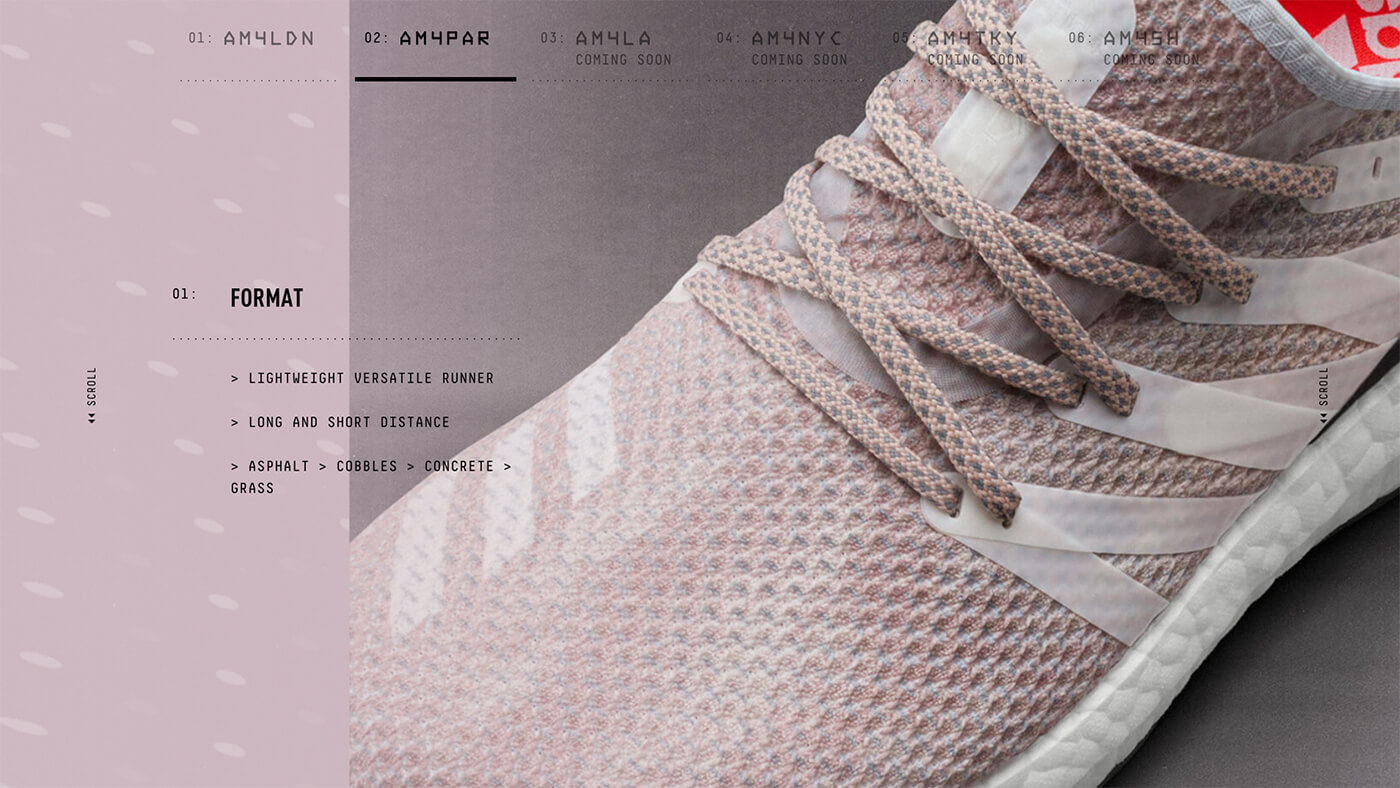 01: AM4LDN
02: AM4PAR
03: AM4LA
COMING SOON
04: AM4NYC
COMING SOON
05: AM4TKY
COMING SOON
06: AM4SH
COMING SOON
01: FORMAT
> LIGHTWEIGHT VERSATILE RUNNER
> LONG AND SHORT DISTANCE
> ASPHALT > COBBLES > CONCRETE >
GRASS
SCROLL
SCROLL